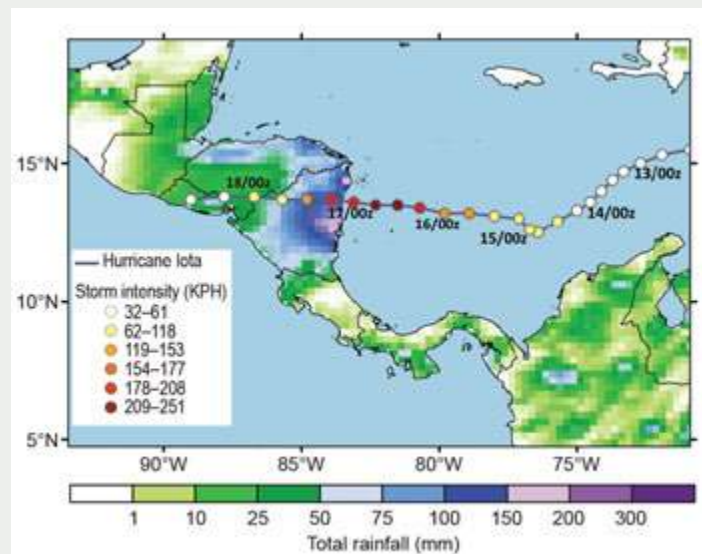 15°N
10°N
5°N
90°W
85°W
80°W
75°W
18/00z
17/00z
16/00z
15/00z
14/00z
13/00z
Hurricane Iota
Storm intensity (KPH)
32–61
62–118
119–153
154–177
178–208
209–251
1 10 25 50 75 100 150 200 300
Total rainfall (mm)